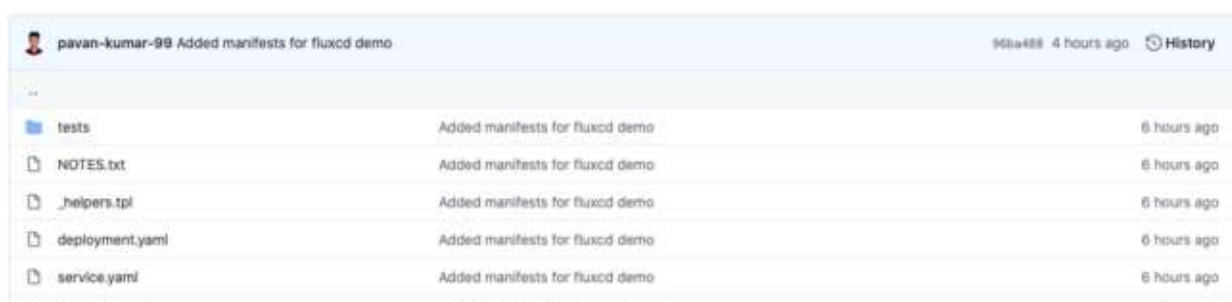 pavan-kumar-99 Added manifests for fluxcd demo 96ba488 4 hours ago History
..
tests Added manifests for fluxcd demo 6 hours ago
NOTES.txt Added manifests for fluxcd demo 6 hours ago
_helpers.tpl Added manifests for fluxcd demo 6 hours ago
deployment.yaml Added manifests for fluxcd demo 6 hours ago
service.yaml Added manifests for fluxcd demo 6 hours ago